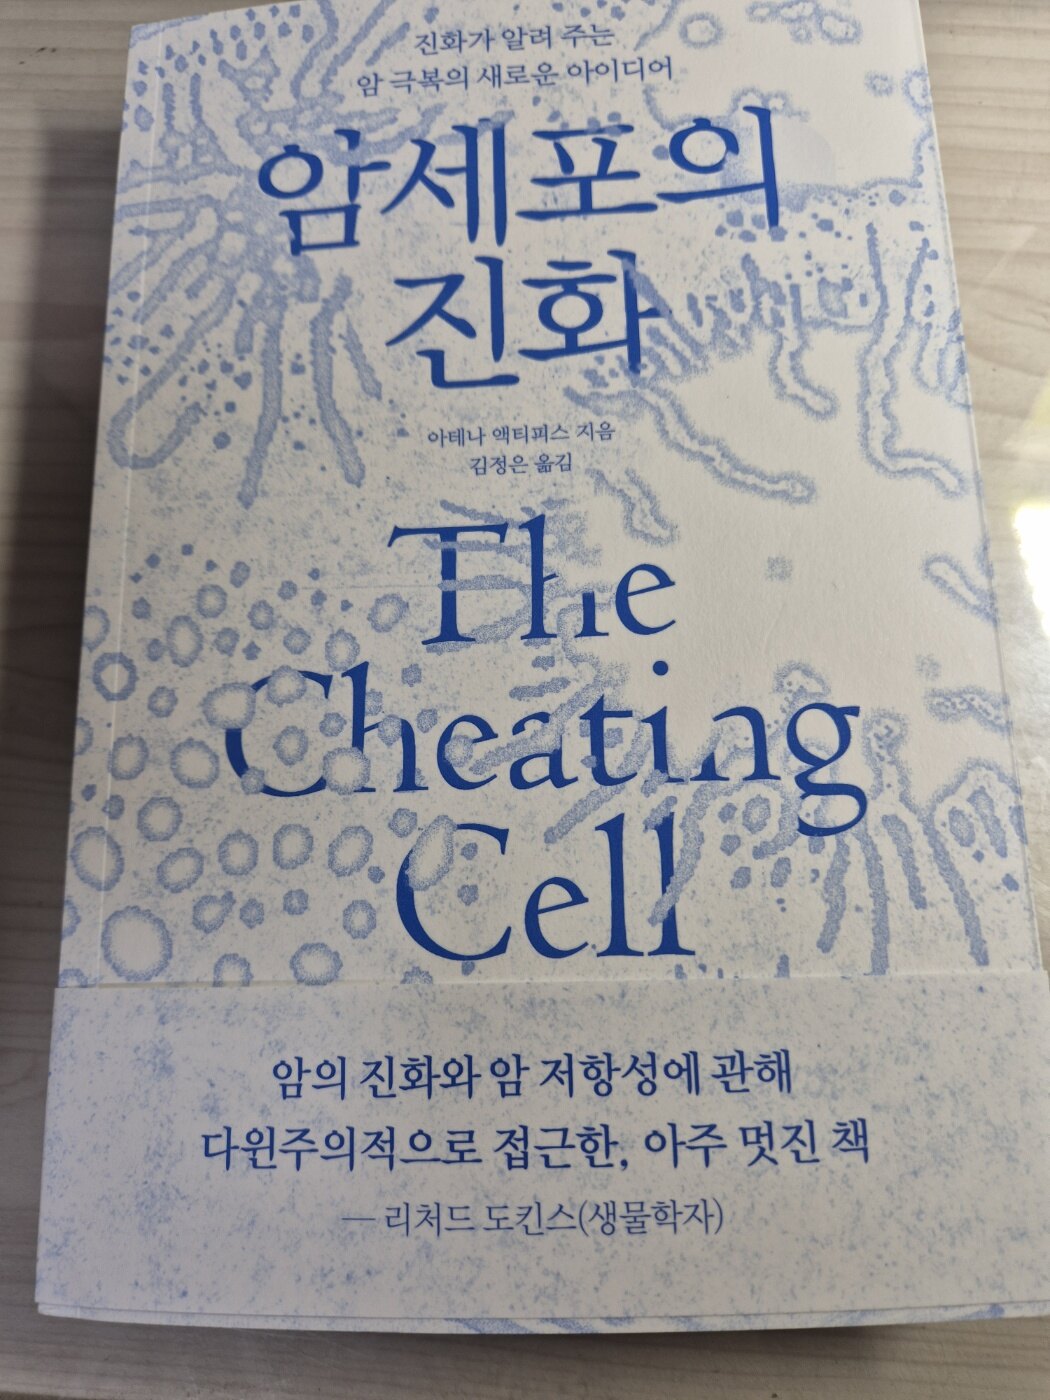 진화가 알려 주는
암 극복의 새로운 아이디어
암세포의
진화
아테나 액티피스 지음
김정은 옮김
The
Cheating
Cell
암의 진화와 암 저항성에 관해
다윈주의적으로 접근한, 아주 멋진 책
— 리처드 도킨스(생물학자)